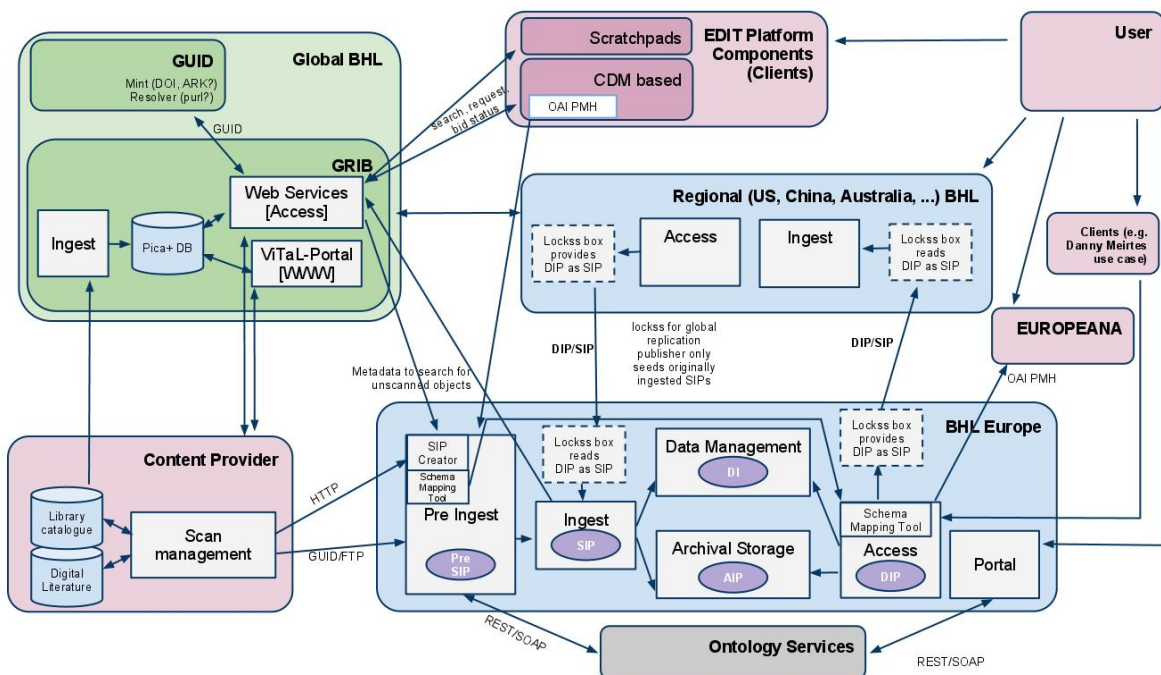 GUID
Mint (DOI, ARK?)
Resolver (purl?)
Global BHL
GUID
GRIB
Web Services
[Access]
Ingest
Pica+ DB
ViTaL-Portal
[WWW]
Scratchpads
CDM based
OAI PMH
EDIT Platform
Components
(Clients)
search, request,
bid status
User
Regional (US, China, Australia, ...) BHL
Lockss box
provides
DIP as SIP
Access
Ingest
Lockss box
reads
DIP as SIP
Clients (e.g.
Danny Meirtes
use case)
EUROPEANA
DIP/SIP
lockss for global
replication
publisher only
seeds originally
ingested SIPs
DIP/SIP
OAI PMH
Metadata to search for
unscanned objects
Content Provider
Library
catalogue
Digital
Literature
Scan
management
HTTP
GUID/FTP
BHL Europe
SIP
Creator
Schema
Mapping
Tool
Pre Ingest
Pre
SIP
Lockss box
reads
DIP as SIP
Ingest
SIP
Data Management
DI
Archival Storage
AIP
Lockss box
provides
DIP as SIP
Schema
Mapping Tool
Access
DIP
Portal
REST/SOAP
Ontology Services
REST/SOAP